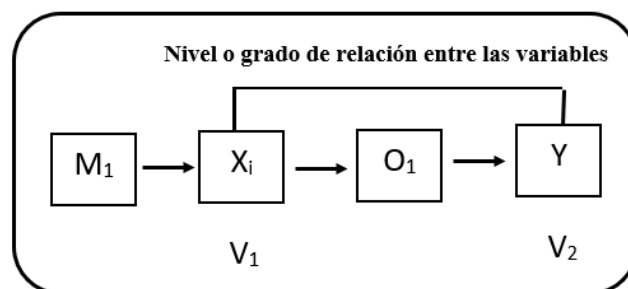 Nivel o grado de relación entre las variables
M₁ Xᵢ O₁ Y
V₁ V₂